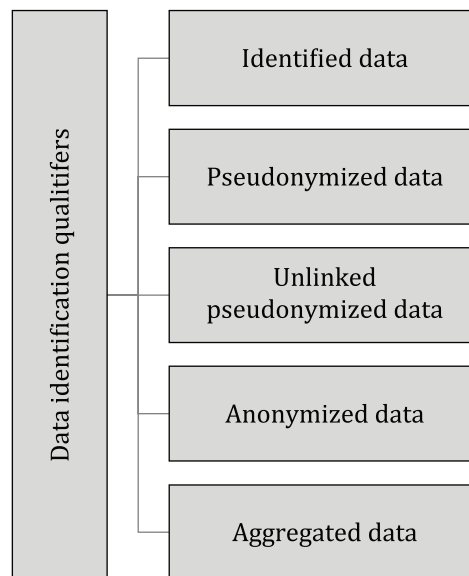 Data identification qualitifers
Identified data
Pseudonymized data
Unlinked
pseudonymized data
Anonymized data
Aggregated data